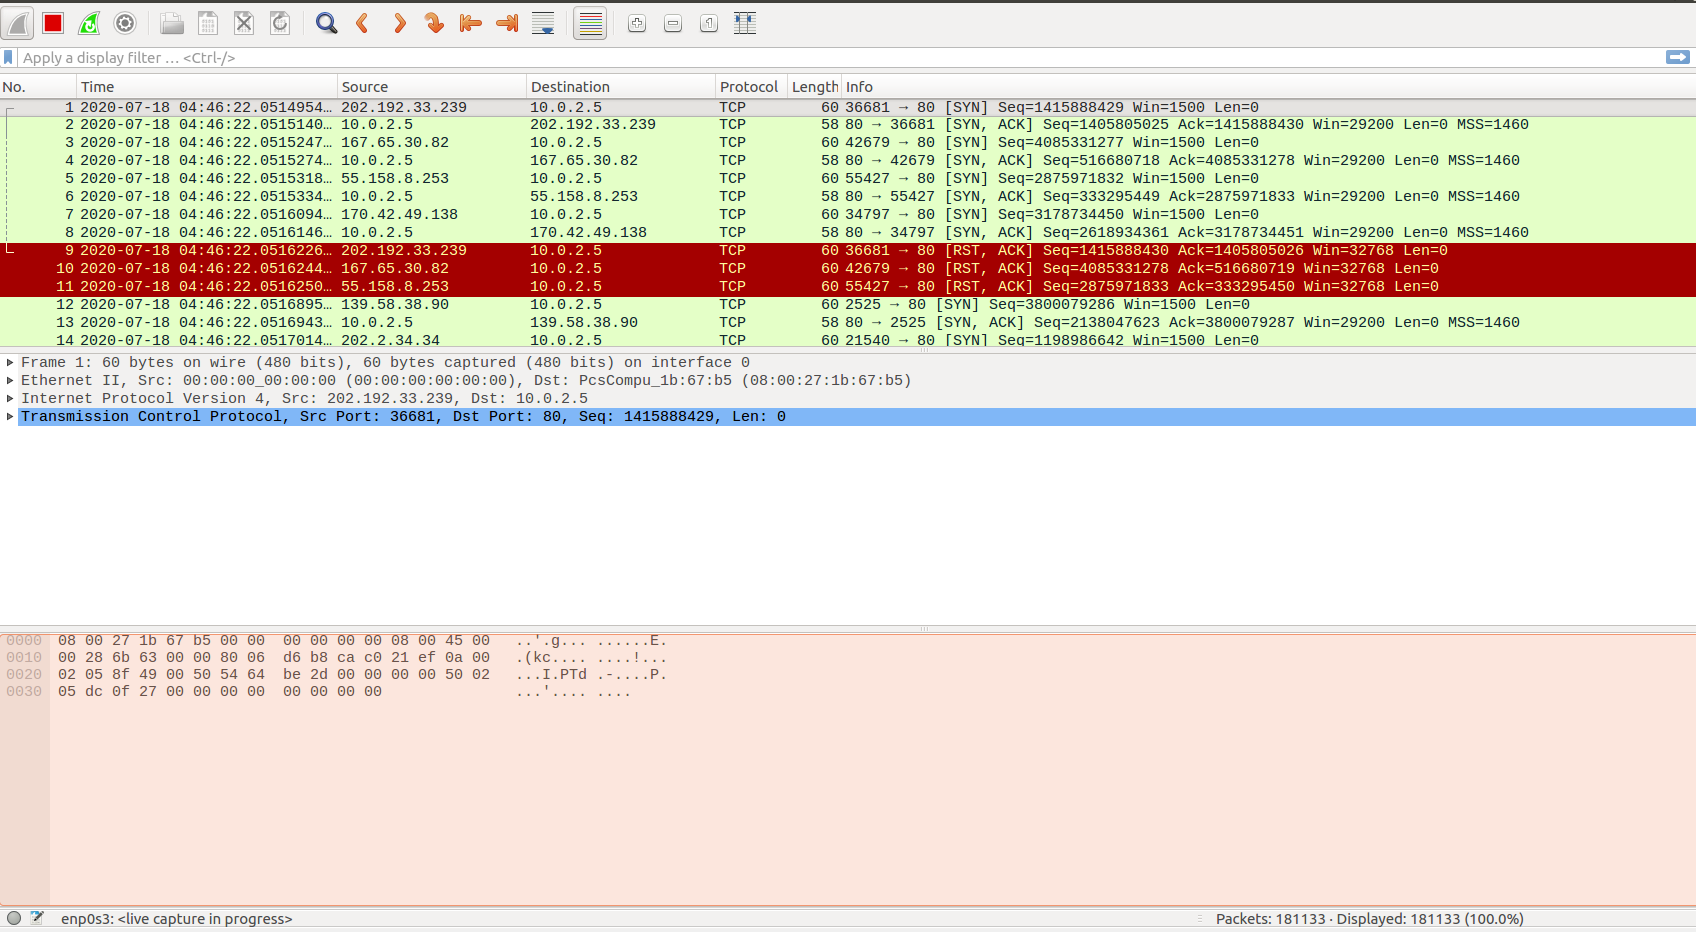 Apply a display filter … <Ctrl-/>
No. Time Source Destination Protocol Length Info
1 2020-07-18 04:46:22.0514954… 202.192.33.239 10.0.2.5 TCP 60 36681 → 80 [SYN] Seq=1415888429 Win=1500 Len=0
2 2020-07-18 04:46:22.0515140… 10.0.2.5 202.192.33.239 TCP 58 80 → 36681 [SYN, ACK] Seq=1405805025 Ack=1415888430 Win=29200 Len=0 MSS=1460
3 2020-07-18 04:46:22.0515247… 167.65.30.82 10.0.2.5 TCP 60 42679 → 80 [SYN] Seq=4085331277 Win=1500 Len=0
4 2020-07-18 04:46:22.0515274… 10.0.2.5 167.65.30.82 TCP 58 80 → 42679 [SYN, ACK] Seq=516680718 Ack=4085331278 Win=29200 Len=0 MSS=1460
5 2020-07-18 04:46:22.0515318… 55.158.8.253 10.0.2.5 TCP 60 55427 → 80 [SYN] Seq=2875971832 Win=1500 Len=0
6 2020-07-18 04:46:22.0515334… 10.0.2.5 55.158.8.253 TCP 58 80 → 55427 [SYN, ACK] Seq=333295449 Ack=2875971833 Win=29200 Len=0 MSS=1460
7 2020-07-18 04:46:22.0516094… 170.42.49.138 10.0.2.5 TCP 60 34797 → 80 [SYN] Seq=3178734450 Win=1500 Len=0
8 2020-07-18 04:46:22.0516146… 10.0.2.5 170.42.49.138 TCP 58 80 → 34797 [SYN, ACK] Seq=2618934361 Ack=3178734451 Win=29200 Len=0 MSS=1460
9 2020-07-18 04:46:22.0516226… 202.192.33.239 10.0.2.5 TCP 60 36681 → 80 [RST, ACK] Seq=1415888430 Ack=1405805026 Win=32768 Len=0
10 2020-07-18 04:46:22.0516244… 167.65.30.82 10.0.2.5 TCP 60 42679 → 80 [RST, ACK] Seq=4085331278 Ack=516680719 Win=32768 Len=0
11 2020-07-18 04:46:22.0516250… 55.158.8.253 10.0.2.5 TCP 60 55427 → 80 [RST, ACK] Seq=2875971833 Ack=333295450 Win=32768 Len=0
12 2020-07-18 04:46:22.0516895… 139.58.38.90 10.0.2.5 TCP 60 2525 → 80 [SYN] Seq=3800079286 Win=1500 Len=0
13 2020-07-18 04:46:22.0516943… 10.0.2.5 139.58.38.90 TCP 58 80 → 2525 [SYN, ACK] Seq=2138047623 Ack=3800079287 Win=29200 Len=0 MSS=1460
14 2020-07-18 04:46:22.0517014… 202.2.34.34 10.0.2.5 TCP 60 21540 → 80 [SYN] Seq=1198986642 Win=1500 Len=0
Frame 1: 60 bytes on wire (480 bits), 60 bytes captured (480 bits) on interface 0
Ethernet II, Src: 00:00:00_00:00:00 (00:00:00:00:00:00), Dst: PcsCompu_1b:67:b5 (08:00:27:1b:67:b5)
Internet Protocol Version 4, Src: 202.192.33.239, Dst: 10.0.2.5
Transmission Control Protocol, Src Port: 36681, Dst Port: 80, Seq: 1415888429, Len: 0
0000 08 00 27 1b 67 b5 00 00 00 00 00 00 08 00 45 00 ..'.g... ......E.
0010 00 28 6b 63 00 00 80 06 d6 b8 ca c0 21 ef 0a 00 .(kc.... ....!...
0020 02 05 8f 49 00 50 54 64 be 2d 00 00 00 00 50 02 ...I.PTd .-....P.
0030 05 dc 0f 27 00 00 00 00 00 00 00 00 ...'.... ....
enp0s3: <live capture in progress> Packets: 181133 · Displayed: 181133 (100.0%)